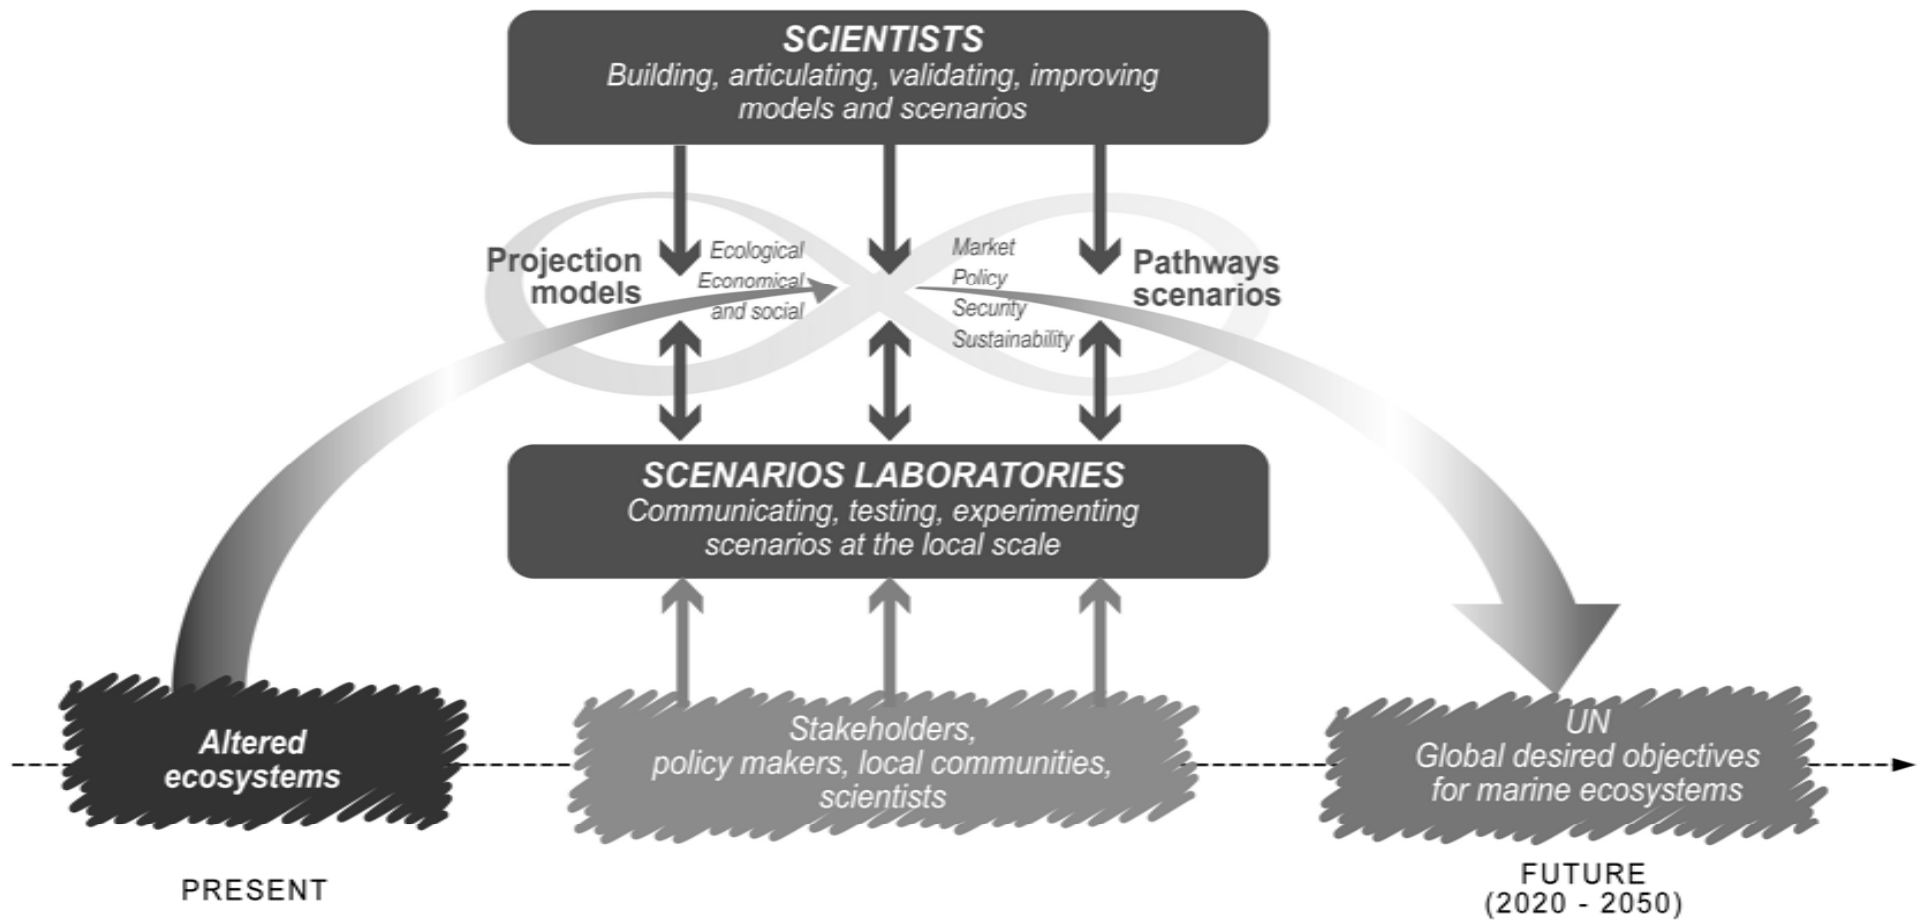 SCIENTISTS
Building, articulating, validating, improving
models and scenarios
Projection
models
Ecological
Economical
and social
Market
Policy
Security
Sustainability
Pathways
scenarios
SCENARIOS LABORATORIES
Communicating, testing, experimenting
scenarios at the local scale
Altered
ecosystems
Stakeholders,
policy makers, local communities,
scientists
UN
Global desired objectives
for marine ecosystems
PRESENT
FUTURE
(2020 - 2050)